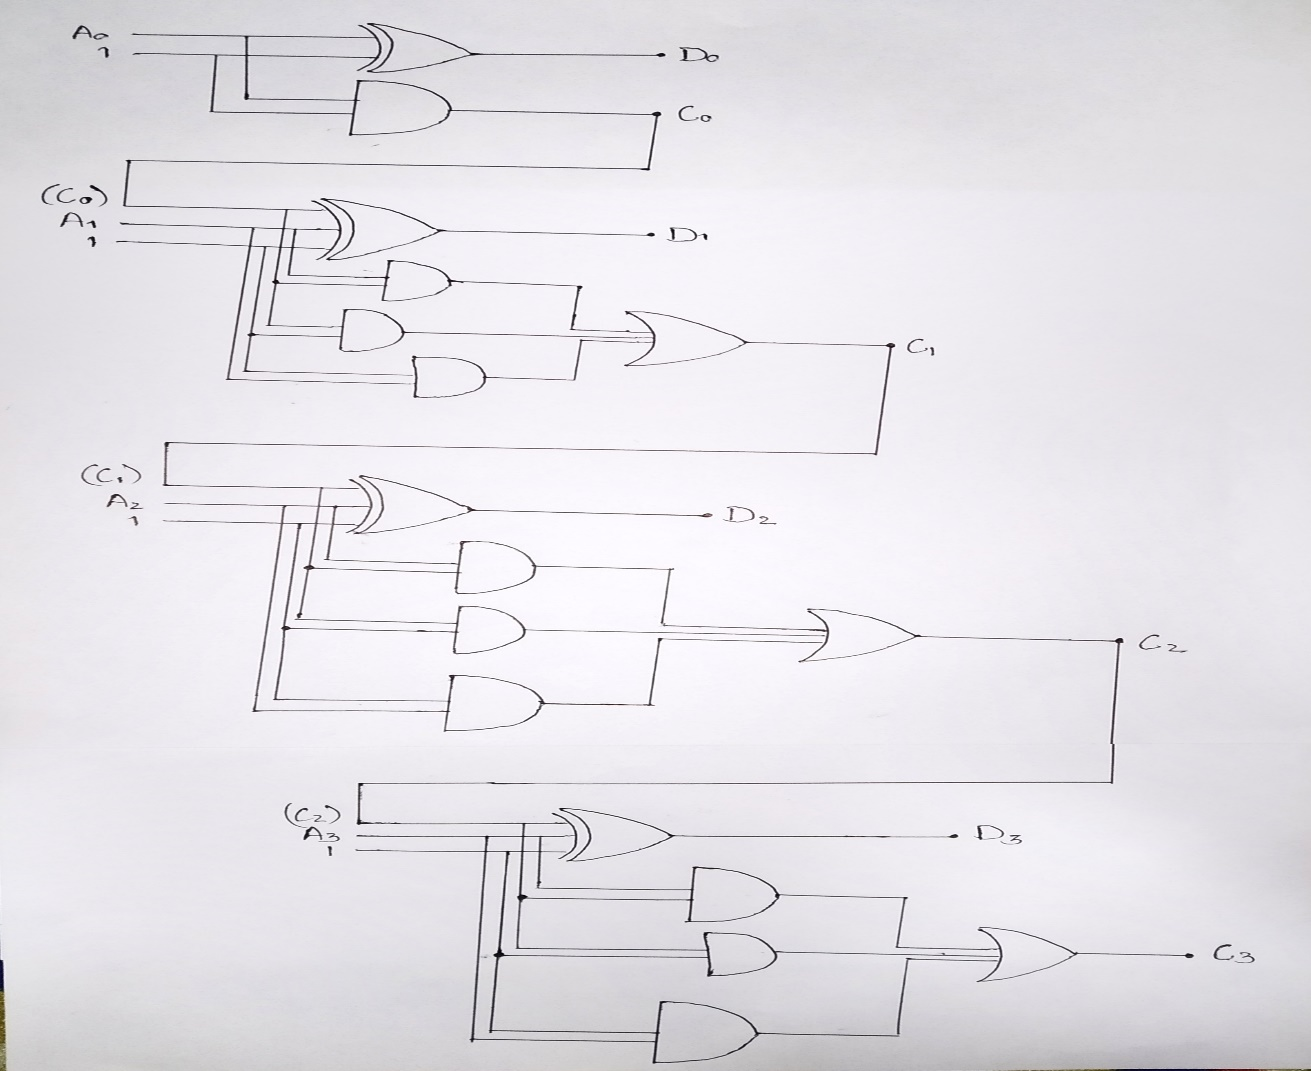 A0
1
D0
C0
(C0)
A1
1
D1
C1
(C1)
A2
1
D2
C2
(C2)
A3
1
D3
C3